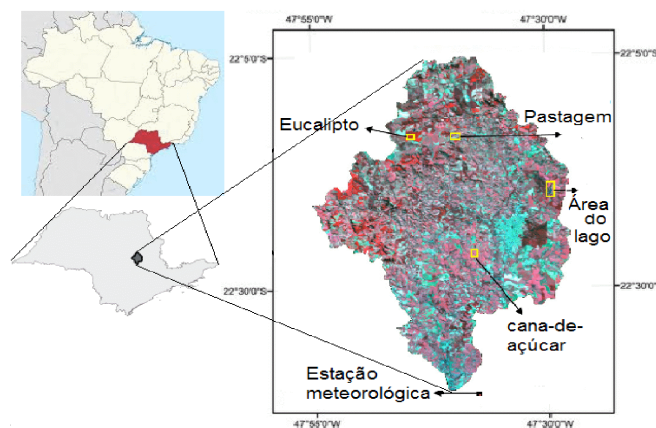 47°55'0"W
47°30'0"W
22°5'0"S
22°5'0"S
Eucalipto
Pastagem
Área
do
lago
22°30'0"S
22°30'0"S
cana-de-
açúcar
Estação
meteorológica
47°55'0"W
47°30'0"W